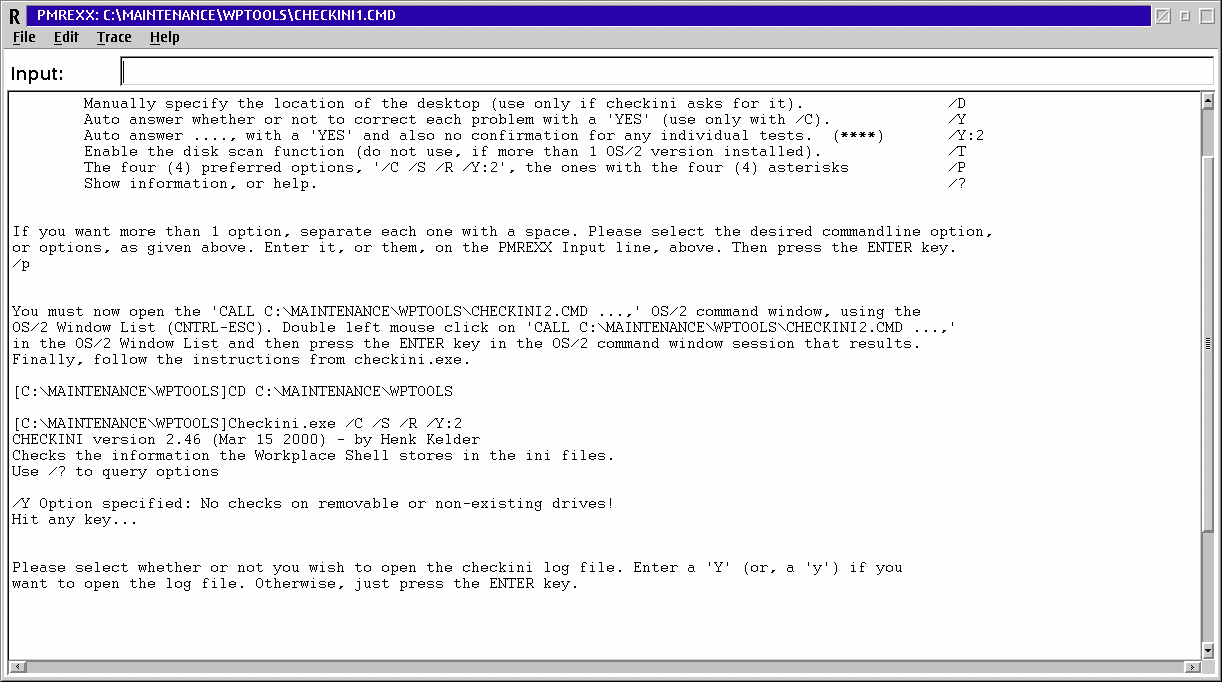 R PMREXX: C:\MAINTENANCE\WPTOOLS\CHECKINI1.CMD
File Edit Trace Help
Input:
Manually specify the location of the desktop (use only if checkini asks for it). /D
Auto answer whether or not to correct each problem with a 'YES' (use only with /C). /Y
Auto answer ...., with a 'YES' and also no confirmation for any individual tests. (****) /Y:2
Enable the disk scan function (do not use, if more than 1 OS/2 version installed). /T
The four (4) preferred options, '/C /S /R /Y:2', the ones with the four (4) asterisks /P
Show information, or help. /?
If you want more than 1 option, separate each one with a space. Please select the desired commandline option,
or options, as given above. Enter it, or them, on the PMREXX Input line, above. Then press the ENTER key.
/p
You must now open the 'CALL C:\MAINTENANCE\WPTOOLS\CHECKINI2.CMD ...,' OS/2 command window, using the
OS/2 Window List (CNTRL-ESC). Double left mouse click on 'CALL C:\MAINTENANCE\WPTOOLS\CHECKINI2.CMD ...,'
in the OS/2 Window List and then press the ENTER key in the OS/2 command window session that results.
Finally, follow the instructions from checkini.exe.
[C:\MAINTENANCE\WPTOOLS]CD C:\MAINTENANCE\WPTOOLS
[C:\MAINTENANCE\WPTOOLS]Checkini.exe /C /S /R /Y:2
CHECKINI version 2.46 (Mar 15 2000) - by Henk Kelder
Checks the information the Workplace Shell stores in the ini files.
Use /? to query options
/Y Option specified: No checks on removable or non-existing drives!
Hit any key...
Please select whether or not you wish to open the checkini log file. Enter a 'Y' (or, a 'y') if you
want to open the log file. Otherwise, just press the ENTER key.